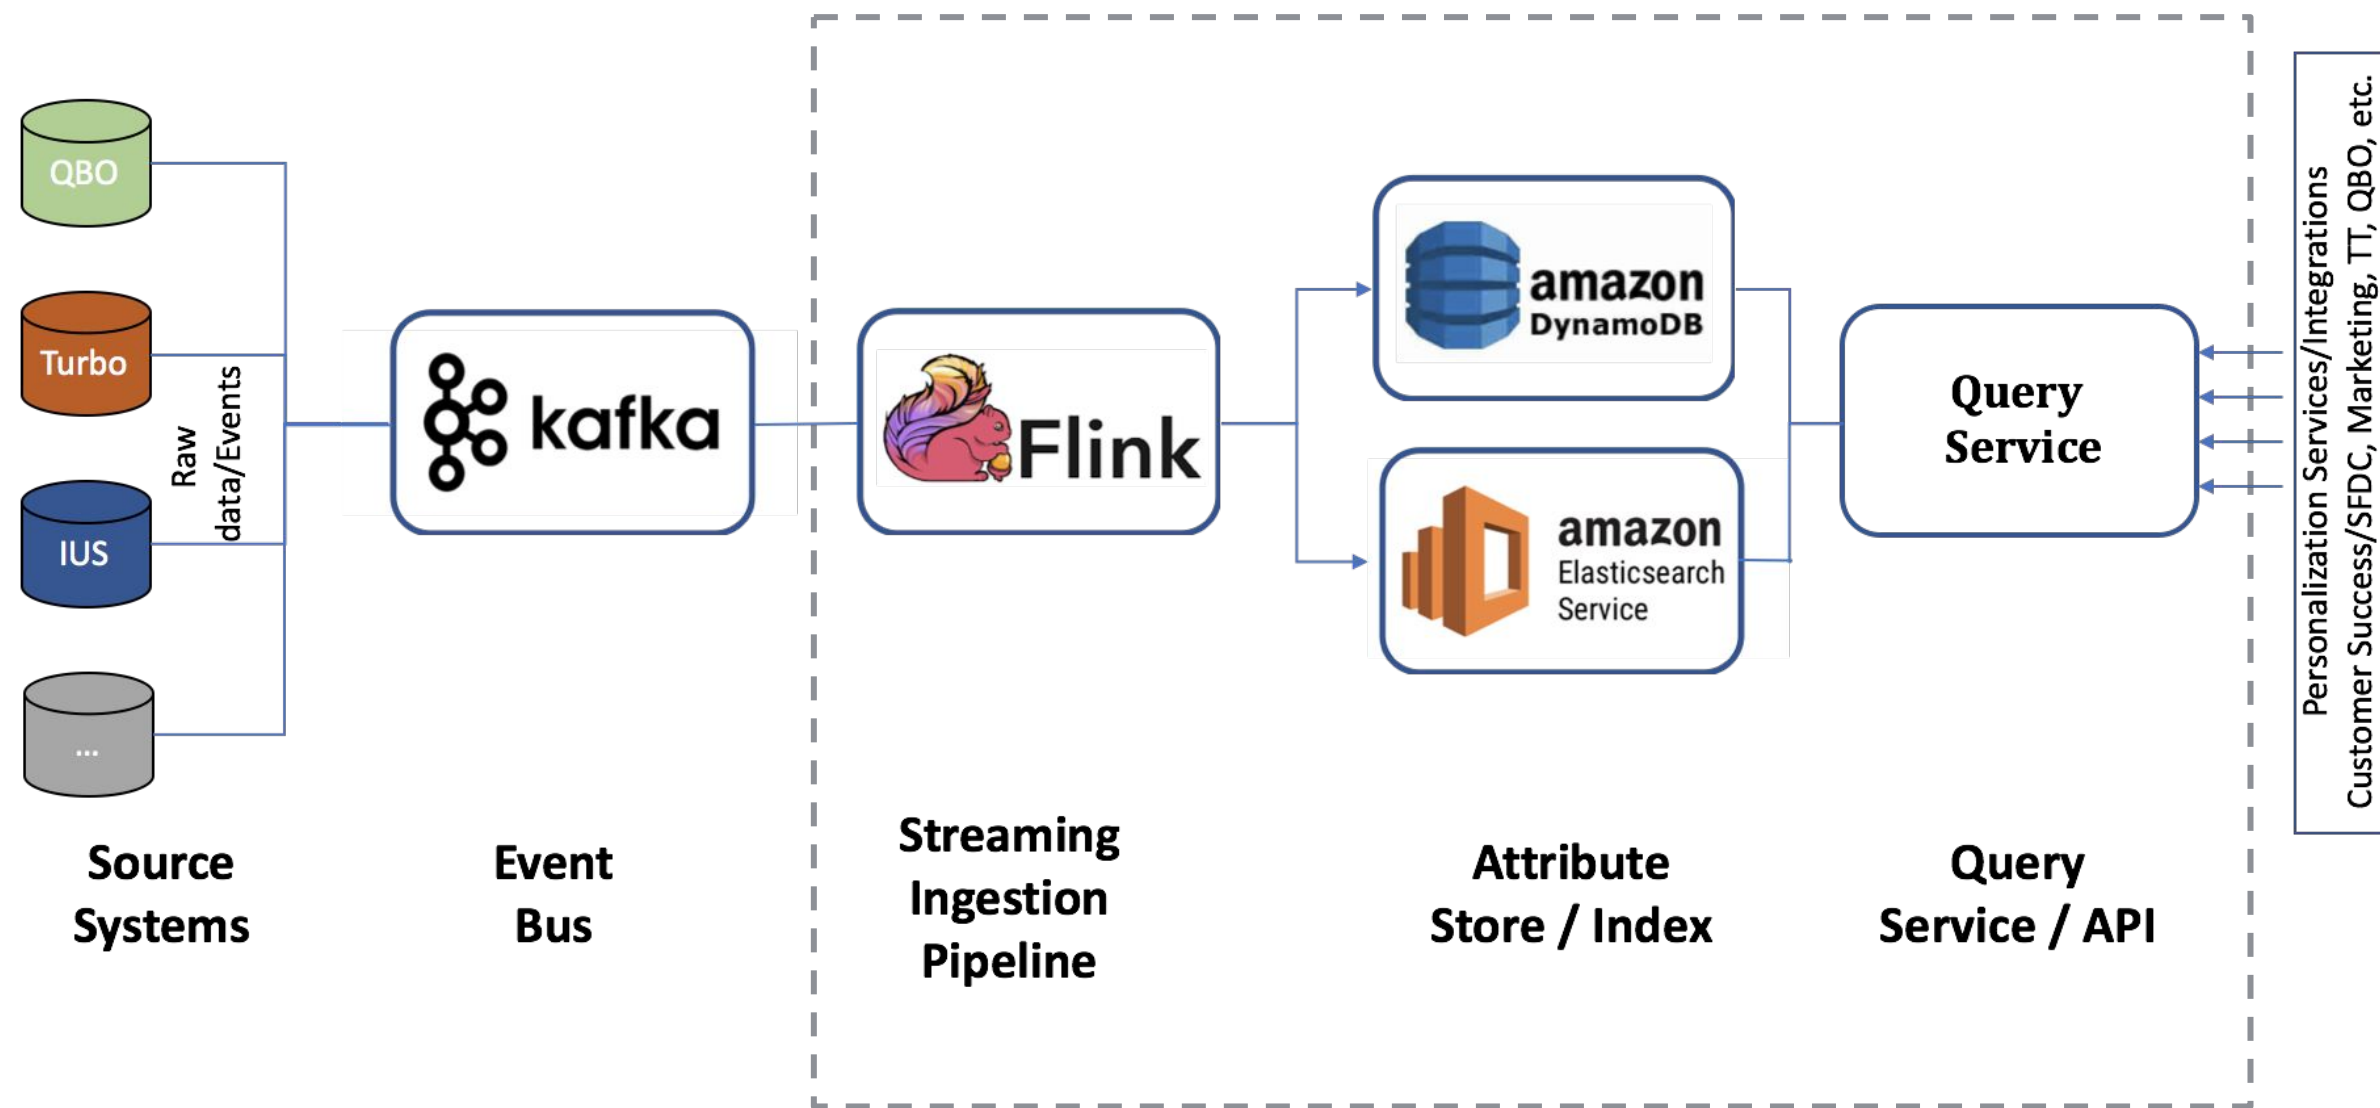 QBO
Turbo
IUS
...
Raw
data/Events
kafka
Flink
amazon
DynamoDB
amazon
Elasticsearch
Service
Query
Service
Personalization Services/Integrations
Customer Success/SFDC, Marketing, TT, QBO, etc.
Source
Systems
Event
Bus
Streaming
Ingestion
Pipeline
Attribute
Store / Index
Query
Service / API